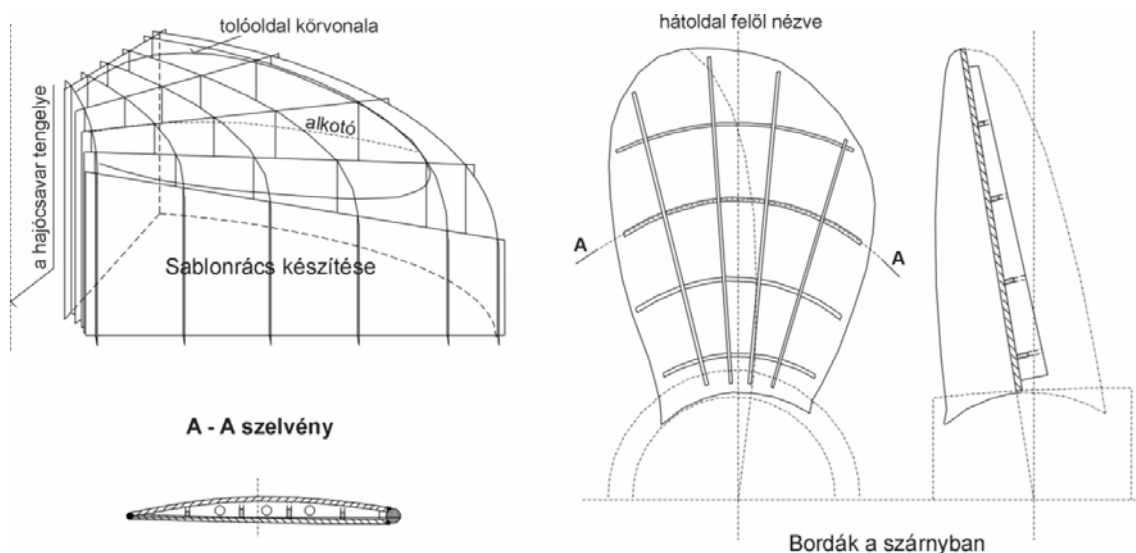 tolóoldal körvonala
alkotó
a hajócsavar tengelye
Sablonrács készítése
A - A szelvény
hátoldal felől nézve
A
A
Bordák a szárnyban